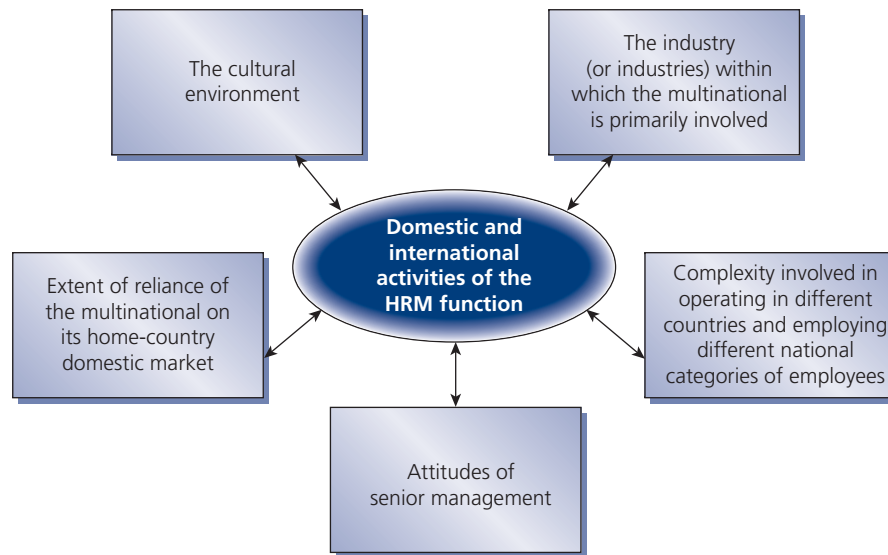 The cultural
environment
The industry
(or industries) within
which the multinational
is primarily involved
Domestic and
international
activities of the
HRM function
Extent of reliance of
the multinational on
its home-country
domestic market
Complexity involved in
operating in different
countries and employing
different national
categories of employees
Attitudes of
senior management